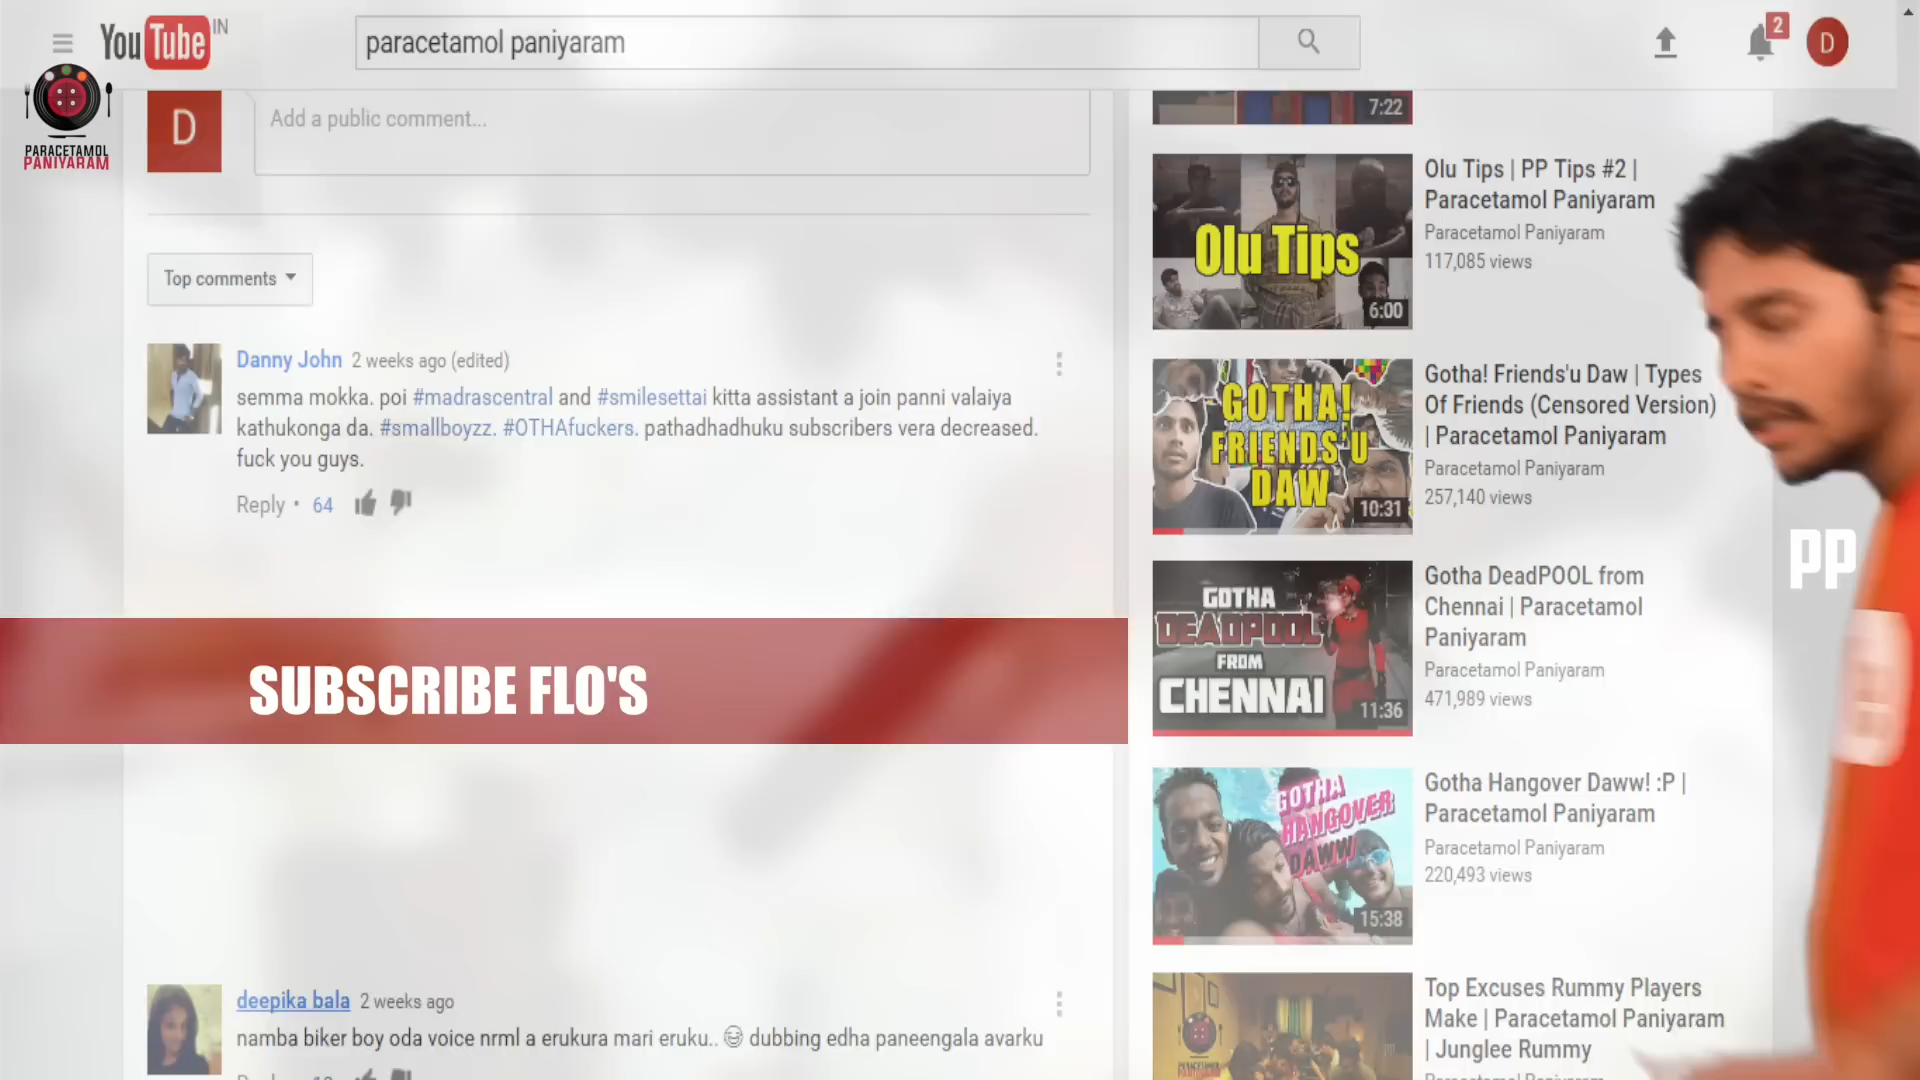 YouTube IN
paracetamol paniyaram
2
D
PARACETAMOL
PANIYARAM
D
Add a public comment...
Top comments
Danny John 2 weeks ago (edited)
semma mokka. poi #madrascentral and #smilesettai kitta assistant a join panni valaiya
kathukonga da. #smallboyzz. #OTHAfuckers. pathadhadhuku subscribers vera decreased.
fuck you guys.
Reply • 64
SUBSCRIBE FLO'S
deepika bala 2 weeks ago
namba biker boy oda voice nrml a erukura mari eruku.. 😂 dubbing edha paneengala avarku
7:22
Olu Tips
6:00
Olu Tips | PP Tips #2 |
Paracetamol Paniyaram
Paracetamol Paniyaram
117,085 views
GOTHA!
FRIENDS'U
DAW
10:31
Gotha! Friends'u Daw | Types
Of Friends (Censored Version)
| Paracetamol Paniyaram
Paracetamol Paniyaram
257,140 views
GOTHA
DEADPOOL
FROM
CHENNAI
11:36
Gotha DeadPOOL from
Chennai | Paracetamol
Paniyaram
Paracetamol Paniyaram
471,989 views
GOTHA
HANGOVER
DAWW
15:38
Gotha Hangover Daww! :P |
Paracetamol Paniyaram
Paracetamol Paniyaram
220,493 views
PARACETAMOL
PANIYARAM
Top Excuses Rummy Players
Make | Paracetamol Paniyaram
| Junglee Rummy
PP